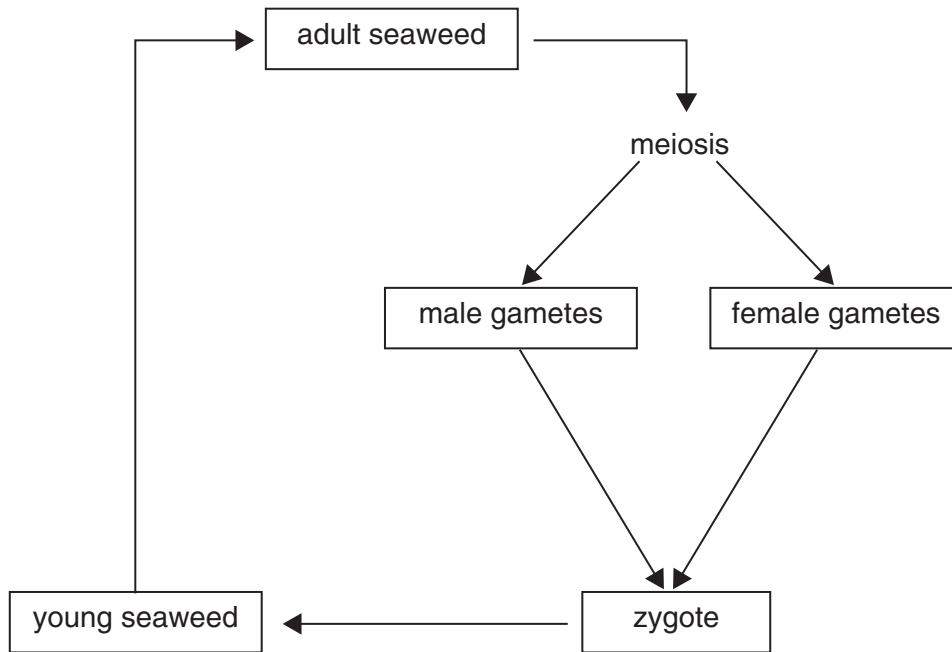 adult seaweed
meiosis
male gametes
female gametes
young seaweed
zygote